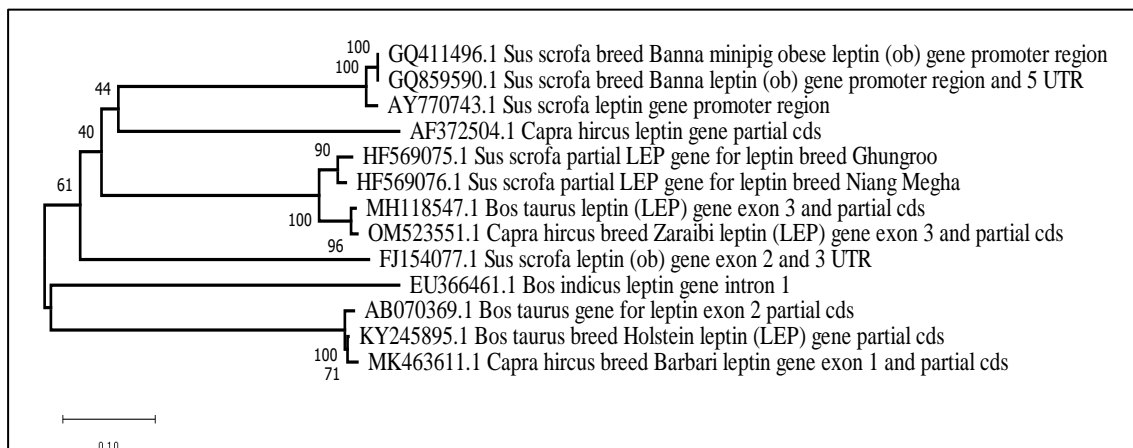 100
GQ411496.1 Sus scrofa breed Banna minipig obese leptin (ob) gene promoter region
100
GQ859590.1 Sus scrofa breed Banna leptin (ob) gene promoter region and 5 UTR
44
AY770743.1 Sus scrofa leptin gene promoter region
40
AF372504.1 Capra hircus leptin gene partial cds
90
HF569075.1 Sus scrofa partial LEP gene for leptin breed Ghungroo
61
HF569076.1 Sus scrofa partial LEP gene for leptin breed Niang Megha
MH118547.1 Bos taurus leptin (LEP) gene exon 3 and partial cds
100
OM523551.1 Capra hircus breed Zaraibi leptin (LEP) gene exon 3 and partial cds
96
FJ154077.1 Sus scrofa leptin (ob) gene exon 2 and 3 UTR
EU366461.1 Bos indicus leptin gene intron 1
AB070369.1 Bos taurus gene for leptin exon 2 partial cds
KY245895.1 Bos taurus breed Holstein leptin (LEP) gene partial cds
100
MK463611.1 Capra hircus breed Barbari leptin gene exon 1 and partial cds
71